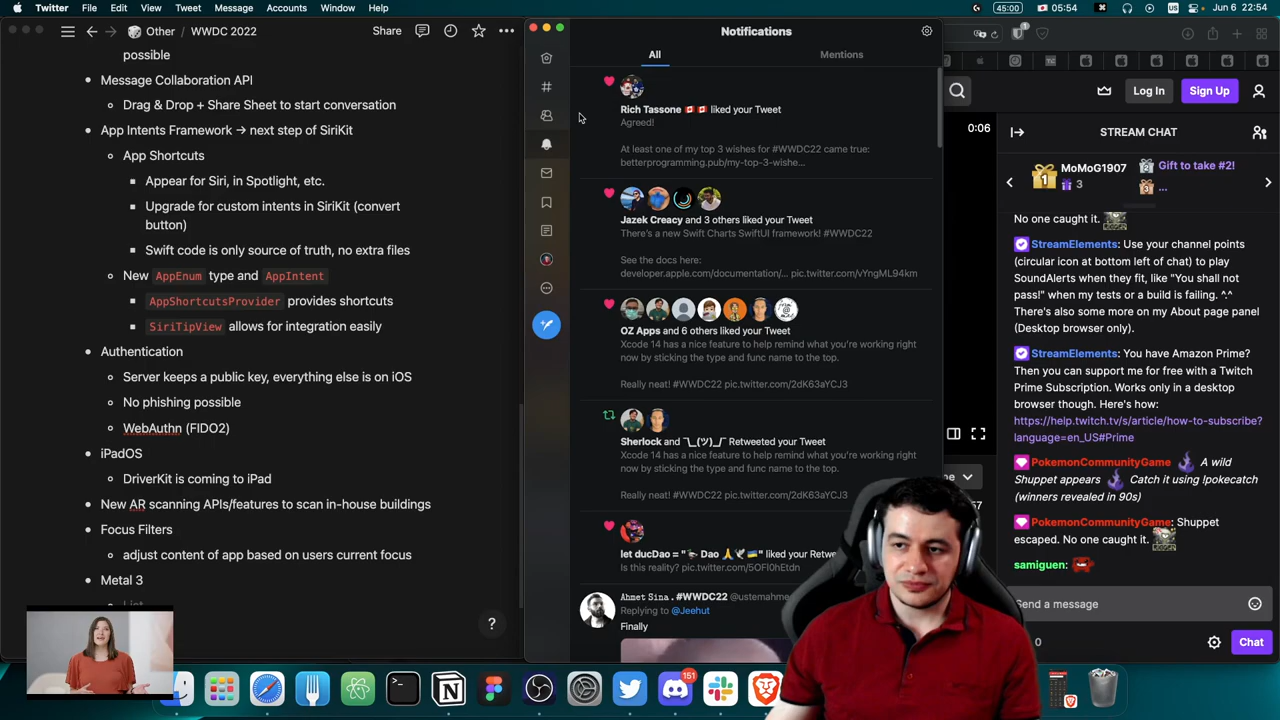 Twitter File Edit View Tweet Message Accounts Window Help
45:00 05:54 US Jun 6 22:54
Other / WWDC 2022 Share
possible
Message Collaboration API
Drag & Drop + Share Sheet to start conversation
App Intents Framework → next step of SiriKit
App Shortcuts
Appear for Siri, in Spotlight, etc.
Upgrade for custom intents in SiriKit (convert
button)
Swift code is only source of truth, no extra files
New AppEnum type and AppIntent
AppShortcutsProvider provides shortcuts
SiriTipView allows for integration easily
Authentication
Server keeps a public key, everything else is on iOS
No phishing possible
WebAuthn (FIDO2)
iPadOS
DriverKit is coming to iPad
New AR scanning APIs/features to scan in-house buildings
Focus Filters
adjust content of app based on users current focus
Metal 3
?
Notifications
All Mentions
Rich Tassone 🇨🇦🇨🇦 liked your Tweet
Agreed!
At least one of my top 3 wishes for #WWDC22 came true:
betterprogramming.pub/my-top-3-wishe...
Jazek Creacy and 3 others liked your Tweet
There's a new Swift Charts SwiftUI framework! #WWDC22
See the docs here:
developer.apple.com/documentation/... pic.twitter.com/vYngML94km
OZ Apps and 6 others liked your Tweet
Xcode 14 has a nice feature to help remind what you're working right
now by sticking the type and func name to the top.
Really neat! #WWDC22 pic.twitter.com/2dK63aYCJ3
Sherlock and ¯\_(ツ)_/¯ Retweeted your Tweet
Xcode 14 has a nice feature to help remind what you're working right
now by sticking the type and func name to the top.
Really neat! #WWDC22 pic.twitter.com/2dK63aYCJ3
let ducDao = "🦆 Dao 🙏🕊🇺🇦" liked your Retwe
Is this reality? pic.twitter.com/5OFI0hEtdn
Ahmet Sina .#WWDC22 @ustemahme
Replying to @Jeehut
Finally
Log In Sign Up
0:06
STREAM CHAT
MoMoG1907
3
Gift to take #2!
...
No one caught it.
StreamElements: Use your channel points
(circular icon at bottom left of chat) to play
SoundAlerts when they fit, like "You shall not
pass!" when my tests or a build is failing. ^.^
There's also some more on my About page panel
(Desktop browser only).
StreamElements: You have Amazon Prime?
Then you can support me for free with a Twitch
Prime Subscription. Works only in a desktop
browser though. Here's how:
https://help.twitch.tv/s/article/how-to-subscribe?
language=en_US#Prime
PokemonCommunityGame A wild
Shuppet appears Catch it using !pokecatch
(winners revealed in 90s)
PokemonCommunityGame: Shuppet
escaped. No one caught it.
samiguen:
Send a message
0 Chat
151